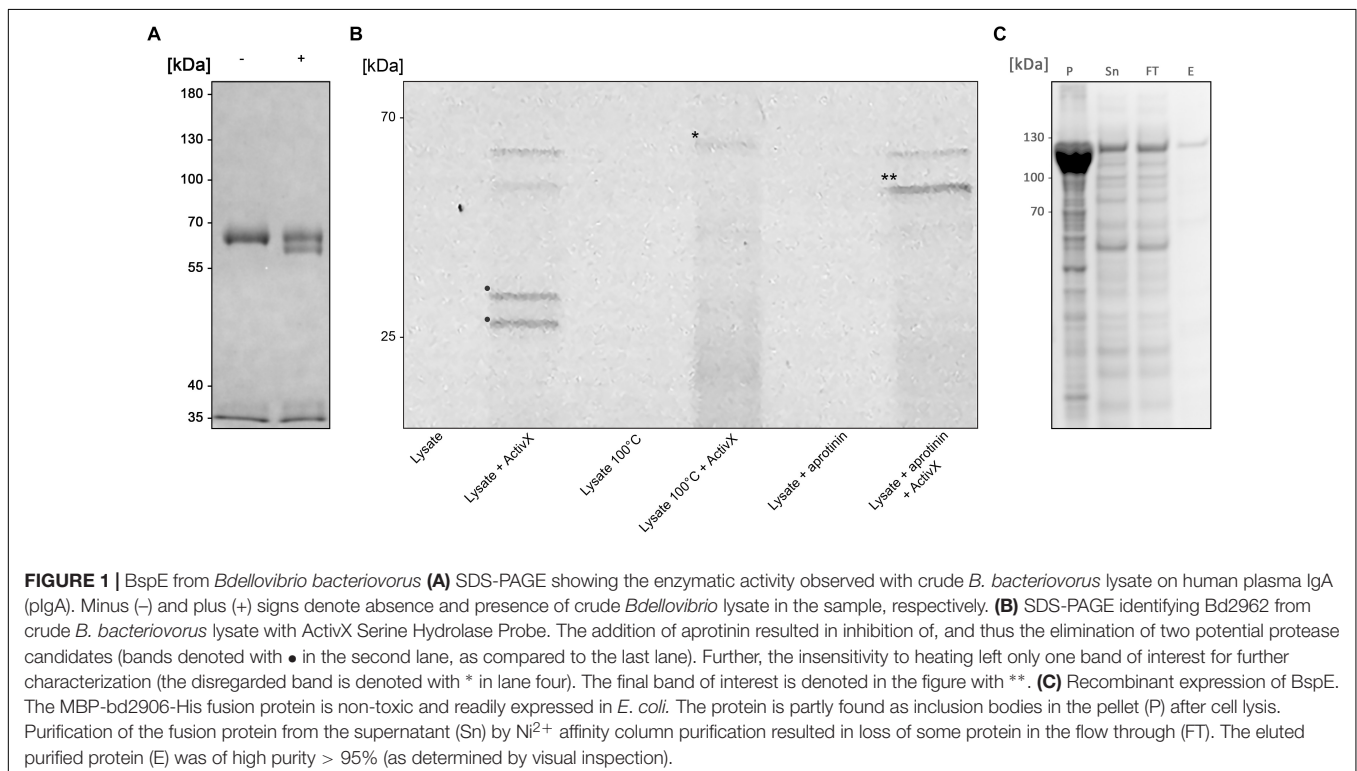 A
[kDa]
- +
180
130
100
70
55
40
35
B
[kDa]
70
25
*
**
•
•
Lysate
Lysate + ActivX
Lysate 100°C
Lysate 100°C + ActivX
Lysate + aprotinin
Lysate + aprotinin
+ ActivX
C
[kDa]
P Sn FT E
130
100
70
FIGURE 1 | BspE from Bdellovibrio bacteriovorus (A) SDS-PAGE showing the enzymatic activity observed with crude B. bacteriovorus lysate on human plasma IgA
(pIgA). Minus (–) and plus (+) signs denote absence and presence of crude Bdellovibrio lysate in the sample, respectively. (B) SDS-PAGE identifying Bd2962 from
crude B. bacteriovorus lysate with ActivX Serine Hydrolase Probe. The addition of aprotinin resulted in inhibition of, and thus the elimination of two potential protease
candidates (bands denoted with • in the second lane, as compared to the last lane). Further, the insensitivity to heating left only one band of interest for further
characterization (the disregarded band is denoted with * in lane four). The final band of interest is denoted in the figure with **. (C) Recombinant expression of BspE.
The MBP-bd2906-His fusion protein is non-toxic and readily expressed in E. coli. The protein is partly found as inclusion bodies in the pellet (P) after cell lysis.
Purification of the fusion protein from the supernatant (Sn) by Ni2+ affinity column purification resulted in loss of some protein in the flow through (FT). The eluted
purified protein (E) was of high purity > 95% (as determined by visual inspection).